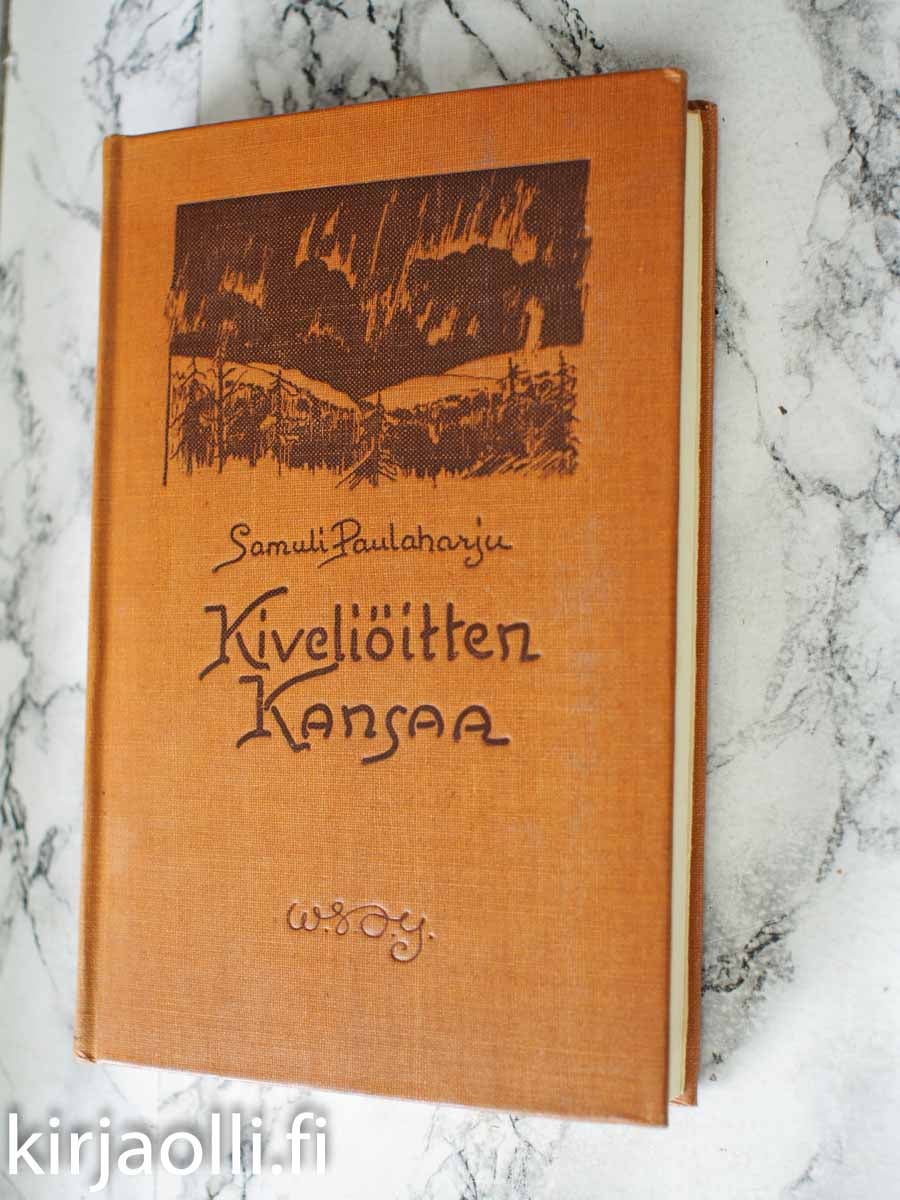 Samuli Paulaharju
Kiveliöitten
Kansaa
W.S.O.Y.
kirjaolli.fi